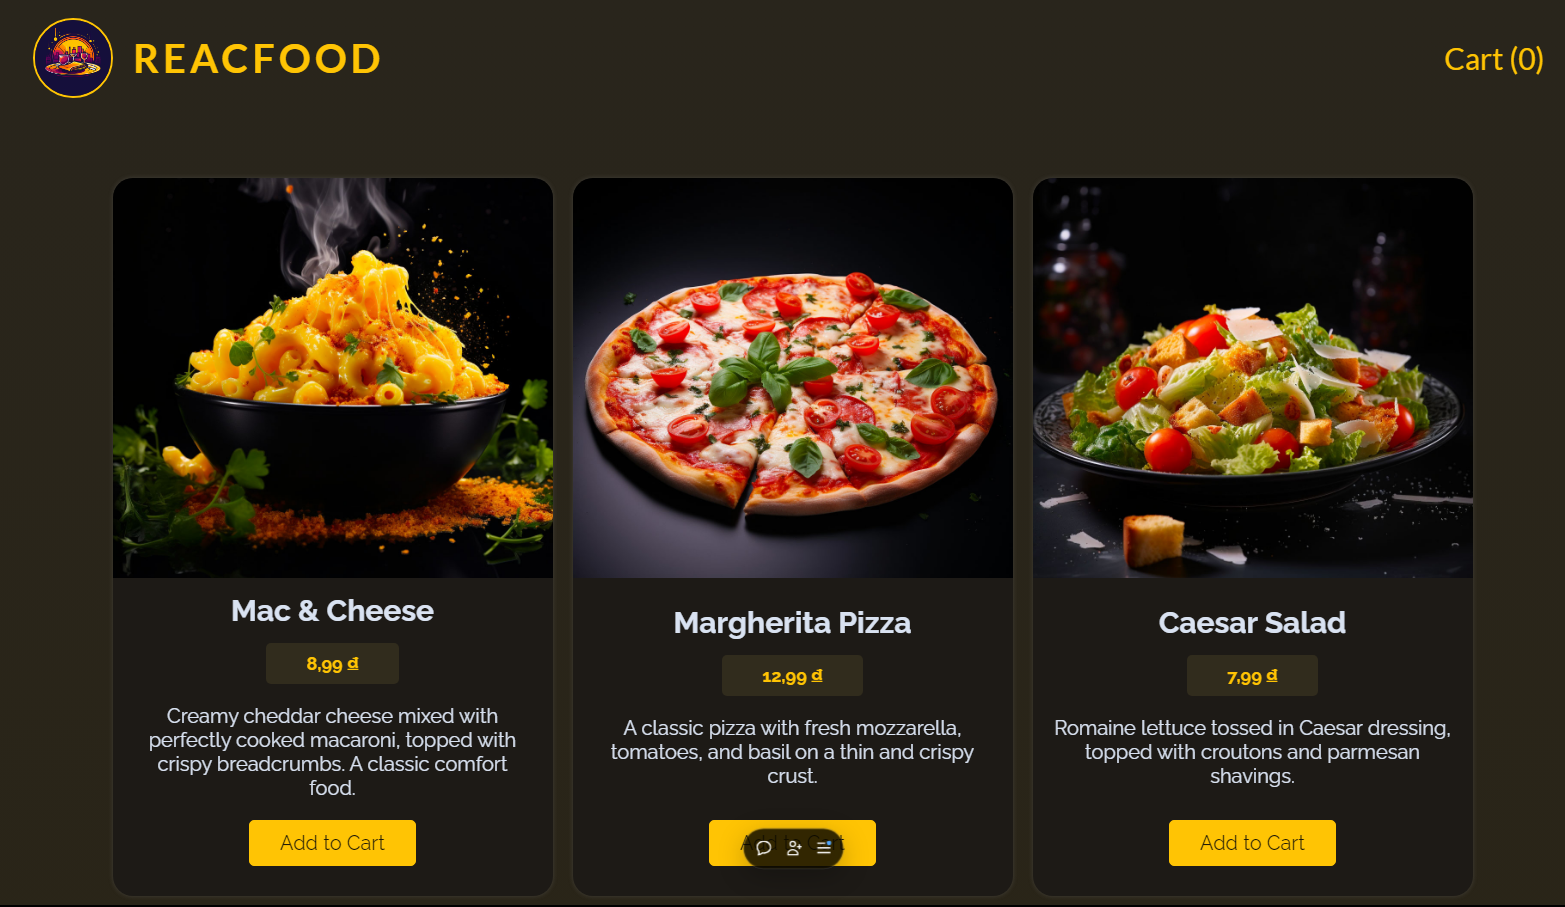 REACFOOD
Cart (0)
Mac & Cheese
8,99 ₫
Creamy cheddar cheese mixed with
perfectly cooked macaroni, topped with
crispy breadcrumbs. A classic comfort
food.
Add to Cart
Margherita Pizza
12,99 ₫
A classic pizza with fresh mozzarella,
tomatoes, and basil on a thin and crispy
crust.
Add to Cart
Caesar Salad
7,99 ₫
Romaine lettuce tossed in Caesar dressing,
topped with croutons and parmesan
shavings.
Add to Cart